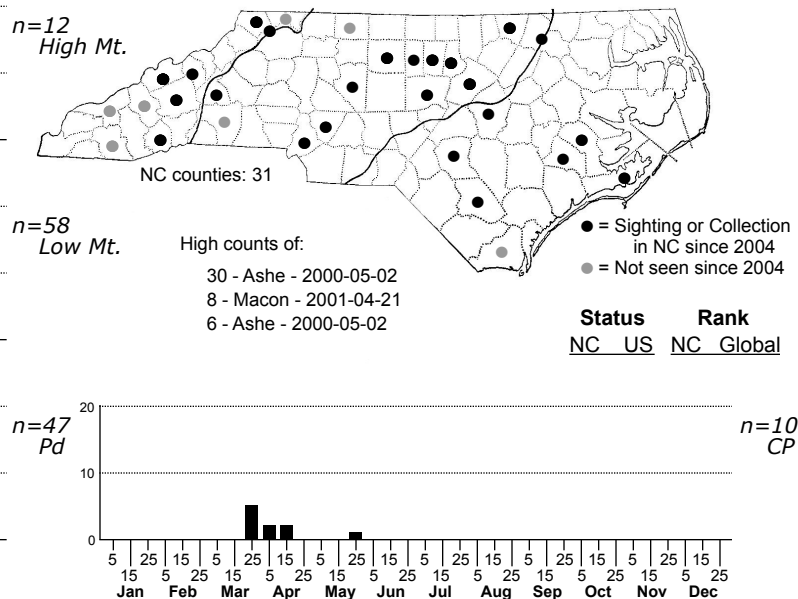 n=12
High Mt.
NC counties: 31
n=58
Low Mt.
High counts of:
30 - Ashe - 2000-05-02
8 - Macon - 2001-04-21
6 - Ashe - 2000-05-02
● = Sighting or Collection
in NC since 2004
● = Not seen since 2004
Status Rank
NC US NC Global
n=47
Pd
n=10
CP
20
10
0
5 25 15 5 25 15 5 25 15 5 25 15 5 25 15 5 25 15
15 5 25 15 5 25 15 5 25 15 5 25 15 5 25 15 5 25
Jan Feb Mar Apr May Jun Jul Aug Sep Oct Nov Dec